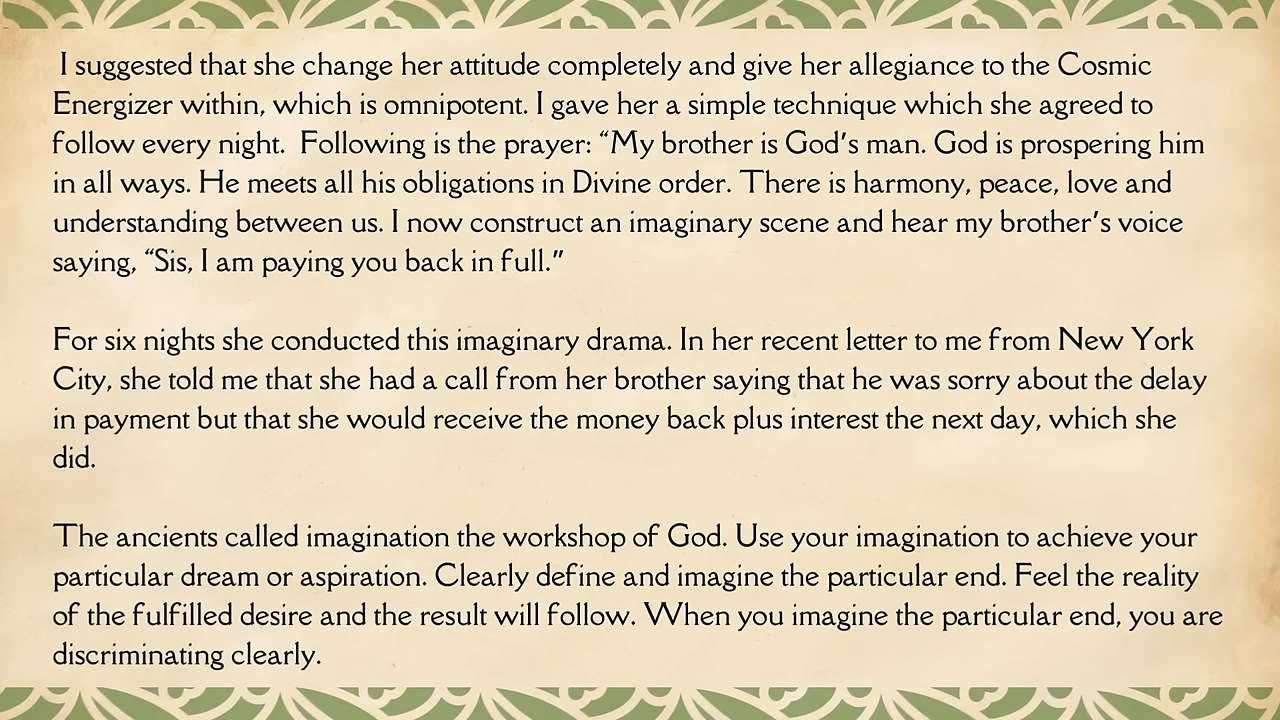 I suggested that she change her attitude completely and give her allegiance to the Cosmic
Energizer within, which is omnipotent. I gave her a simple technique which she agreed to
follow every night.  Following is the prayer: “My brother is God's man. God is prospering him
in all ways. He meets all his obligations in Divine order. There is harmony, peace, love and
understanding between us. I now construct an imaginary scene and hear my brother's voice
saying, “Sis, I am paying you back in full."
For six nights she conducted this imaginary drama. In her recent letter to me from New York
City, she told me that she had a call from her brother saying that he was sorry about the delay
in payment but that she would receive the money back plus interest the next day, which she
did.
The ancients called imagination the workshop of God. Use your imagination to achieve your
particular dream or aspiration. Clearly define and imagine the particular end. Feel the reality
of the fulfilled desire and the result will follow. When you imagine the particular end, you are
discriminating clearly.